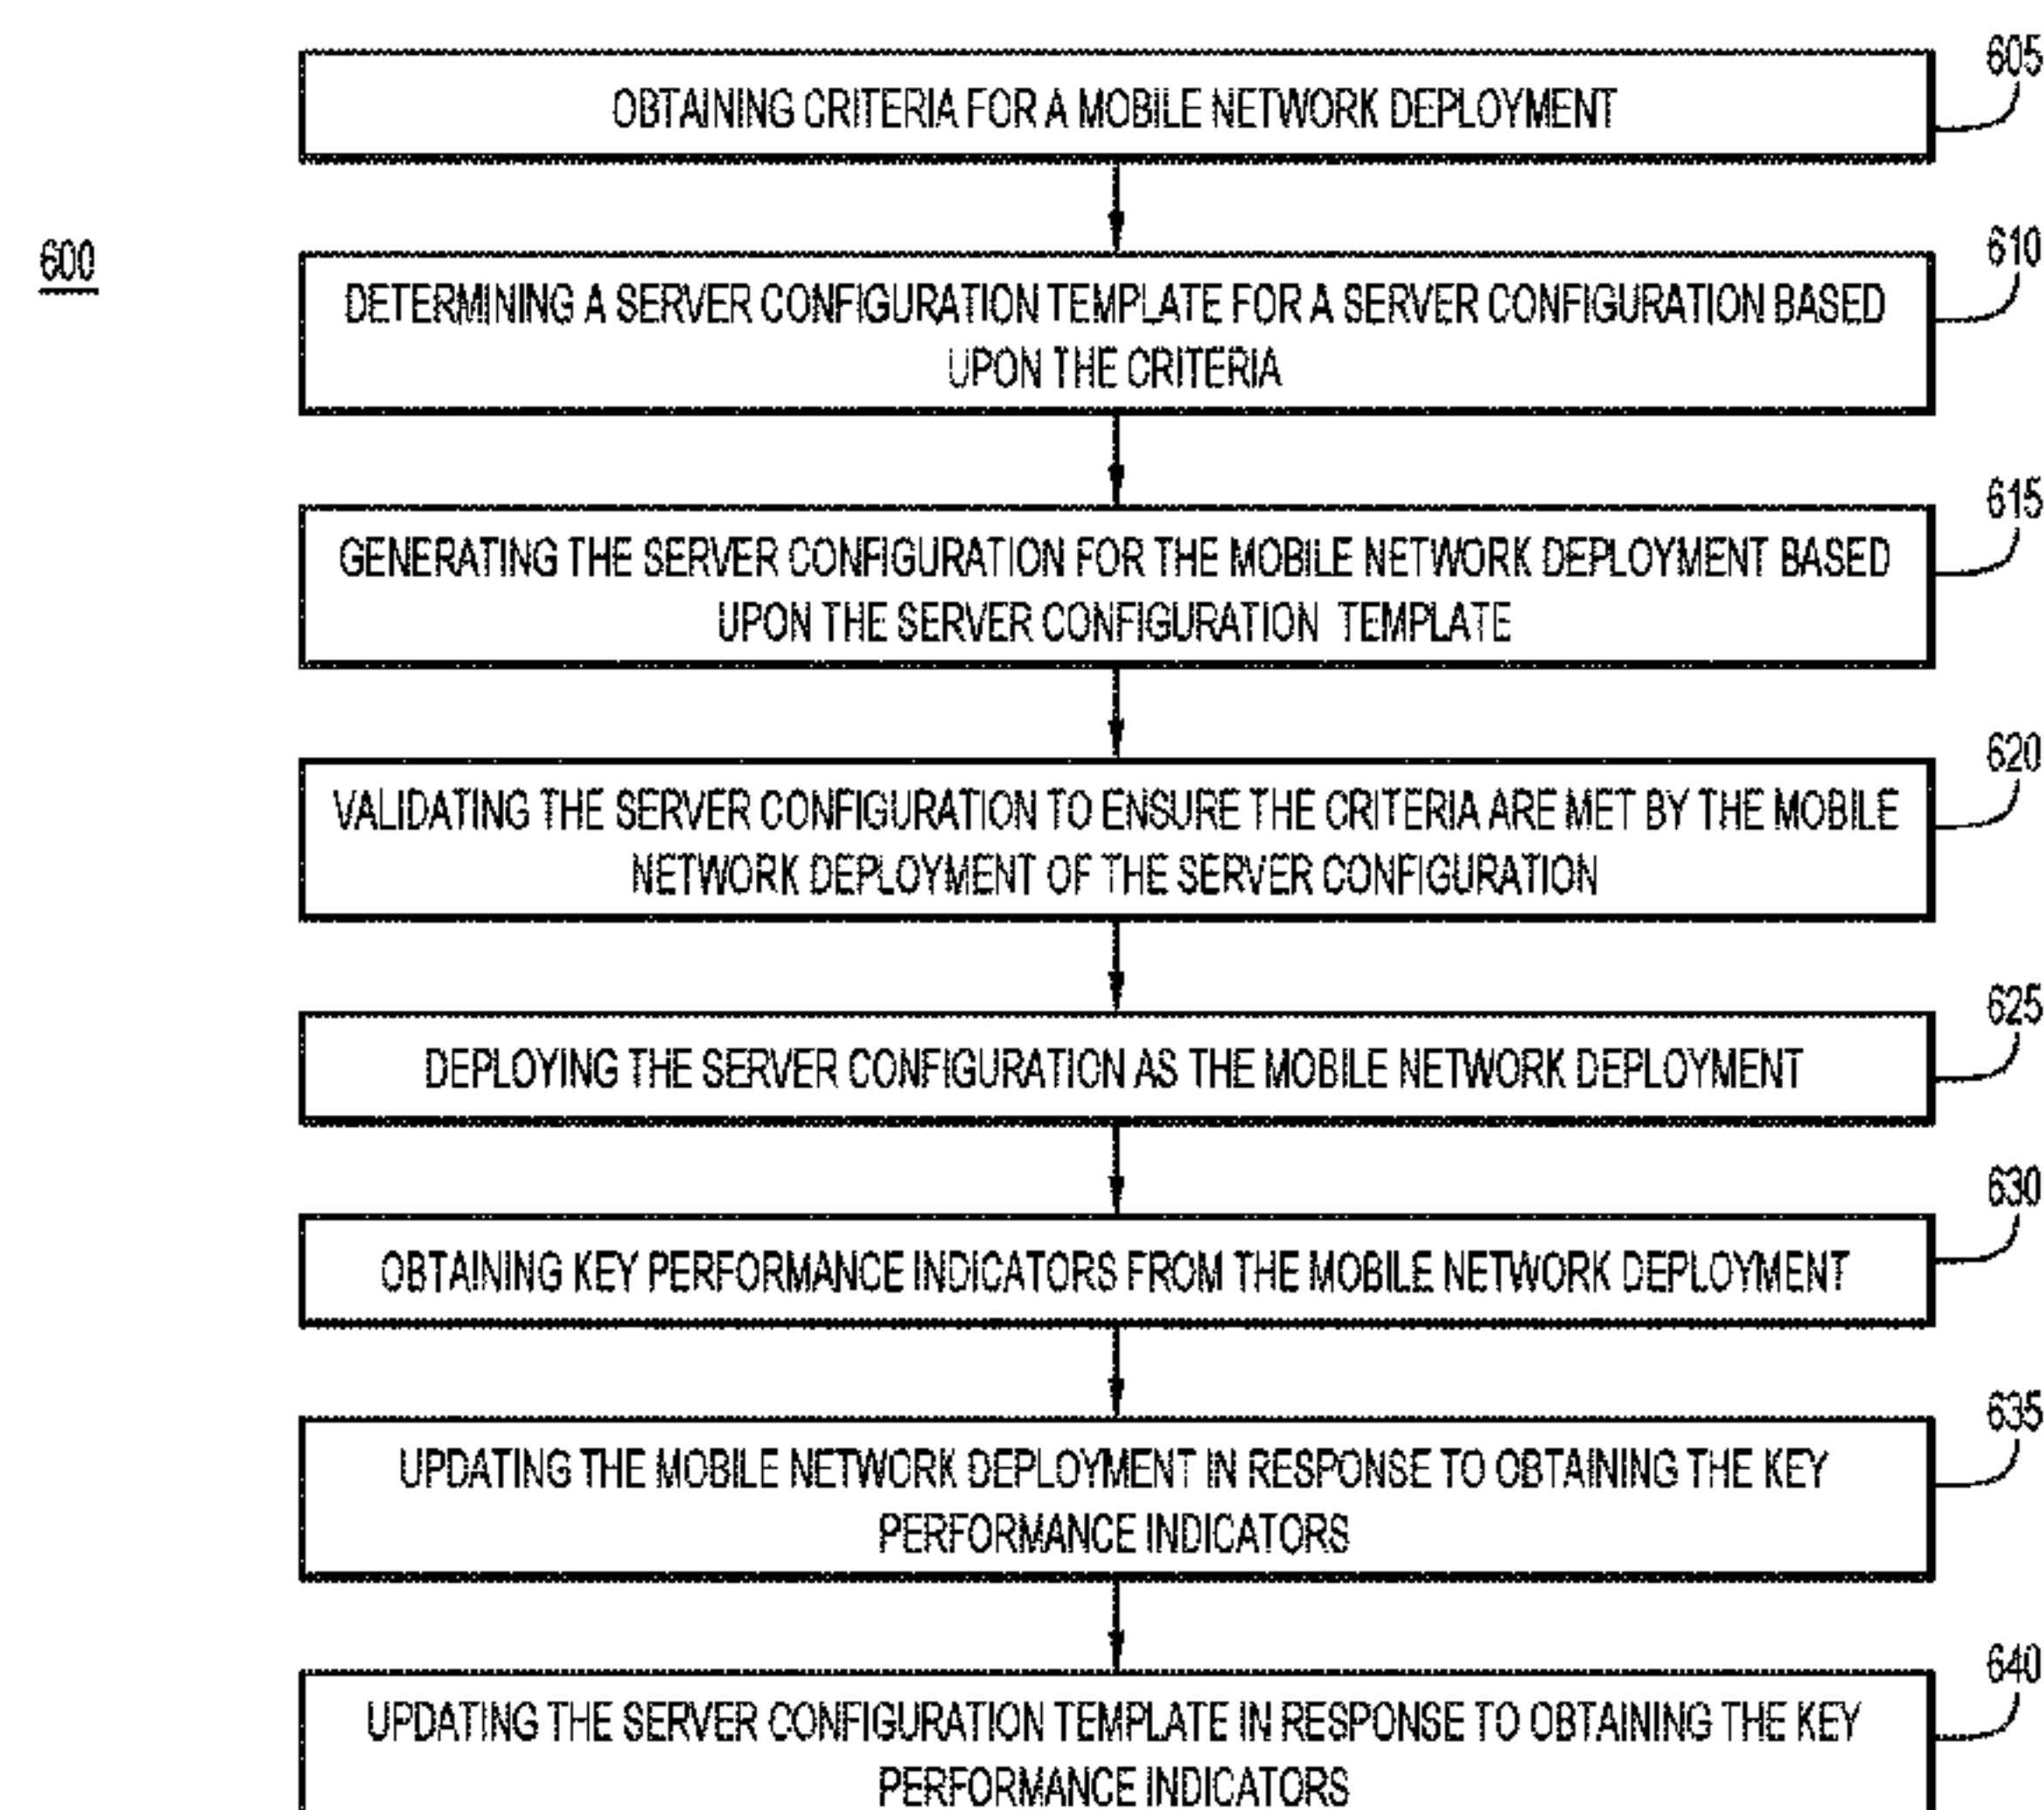 605
OBTAINING CRITERIA FOR A MOBILE NETWORK DEPLOYMENT
600
610
DETERMINING A SERVER CONFIGURATION TEMPLATE FOR A SERVER CONFIGURATION BASED
UPON THE CRITERIA
615
GENERATING THE SERVER CONFIGURATION FOR THE MOBILE NETWORK DEPLOYMENT BASED
UPON THE SERVER CONFIGURATION TEMPLATE
620
VALIDATING THE SERVER CONFIGURATION TO ENSURE THE CRITERIA ARE MET BY THE MOBILE
NETWORK DEPLOYMENT OF THE SERVER CONFIGURATION
625
DEPLOYING THE SERVER CONFIGURATION AS THE MOBILE NETWORK DEPLOYMENT
630
OBTAINING KEY PERFORMANCE INDICATORS FROM THE MOBILE NETWORK DEPLOYMENT
635
UPDATING THE MOBILE NETWORK DEPLOYMENT IN RESPONSE TO OBTAINING THE KEY
PERFORMANCE INDICATORS
640
UPDATING THE SERVER CONFIGURATION TEMPLATE IN RESPONSE TO OBTAINING THE KEY
PERFORMANCE INDICATORS